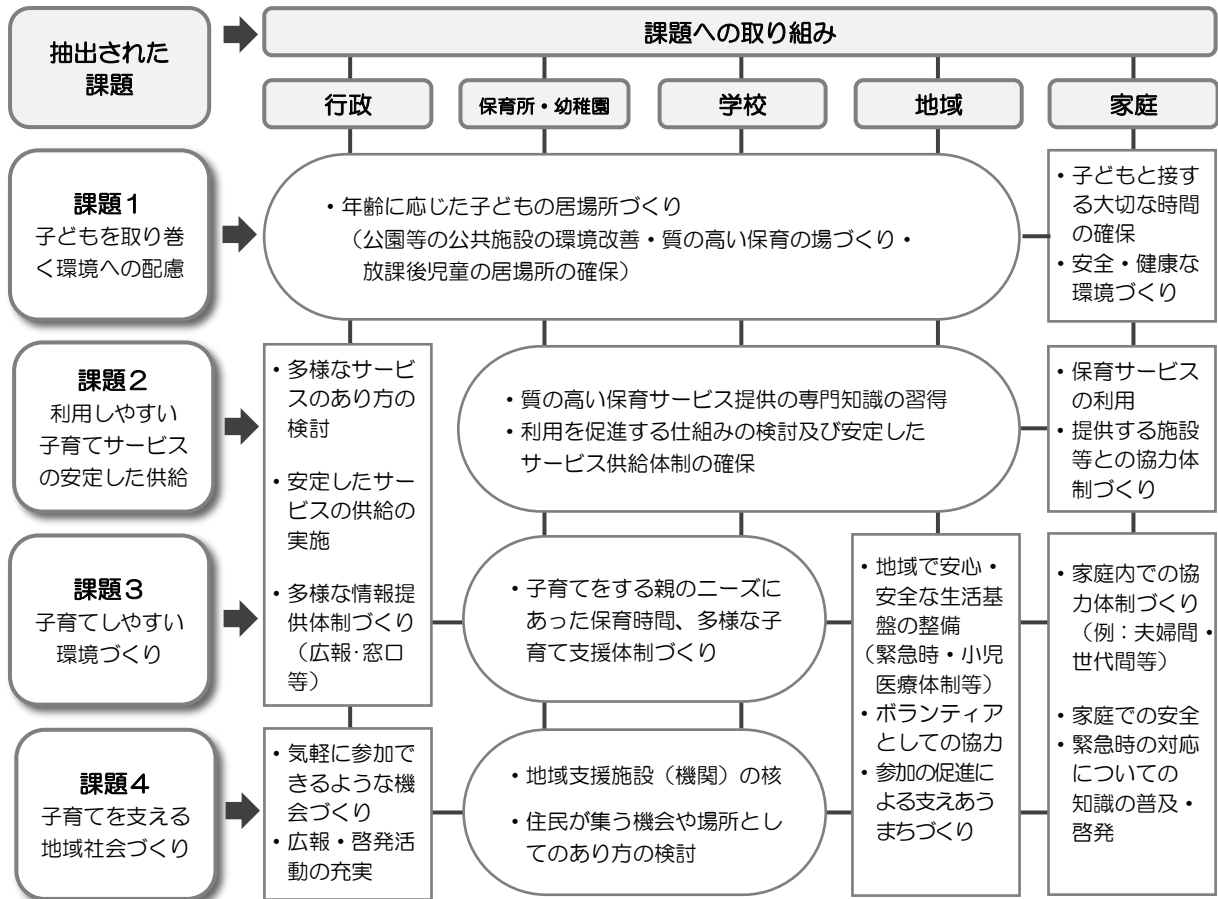 抽出された
課題
課題への取り組み
行政
保育所・幼稚園
学校
地域
家庭
課題1
子どもを取り巻
く環境への配慮
・年齢に応じた子どもの居場所づくり
（公園等の公共施設の環境改善・質の高い保育の場づくり・
放課後児童の居場所の確保）
・子どもと接す
る大切な時間
の確保
・安全・健康な
環境づくり
課題2
利用しやすい
子育てサービス
の安定した供給
・多様なサービ
スのあり方の
検討
・安定したサー
ビスの供給の
実施
・多様な情報提
供体制づくり
（広報･窓口
等）
・質の高い保育サービス提供の専門知識の習得
・利用を促進する仕組みの検討及び安定した
サービス供給体制の確保
・保育サービス
の利用
・提供する施設
等との協力体
制づくり
課題3
子育てしやすい
環境づくり
・子育てをする親のニーズに
あった保育時間、多様な子
育て支援体制づくり
・地域で安心・
安全な生活基
盤の整備
（緊急時・小児
医療体制等）
・ボランティア
としての協力
・参加の促進に
よる支えあう
まちづくり
・家庭内での協
力体制づくり
（例：夫婦間・
世代間等）
・家庭での安全
・緊急時の対応
についての
知識の普及・
啓発
課題4
子育てを支える
地域社会づくり
・気軽に参加で
きるような機
会づくり
・広報・啓発活
動の充実
・地域支援施設（機関）の核
・住民が集う機会や場所とし
てのあり方の検討